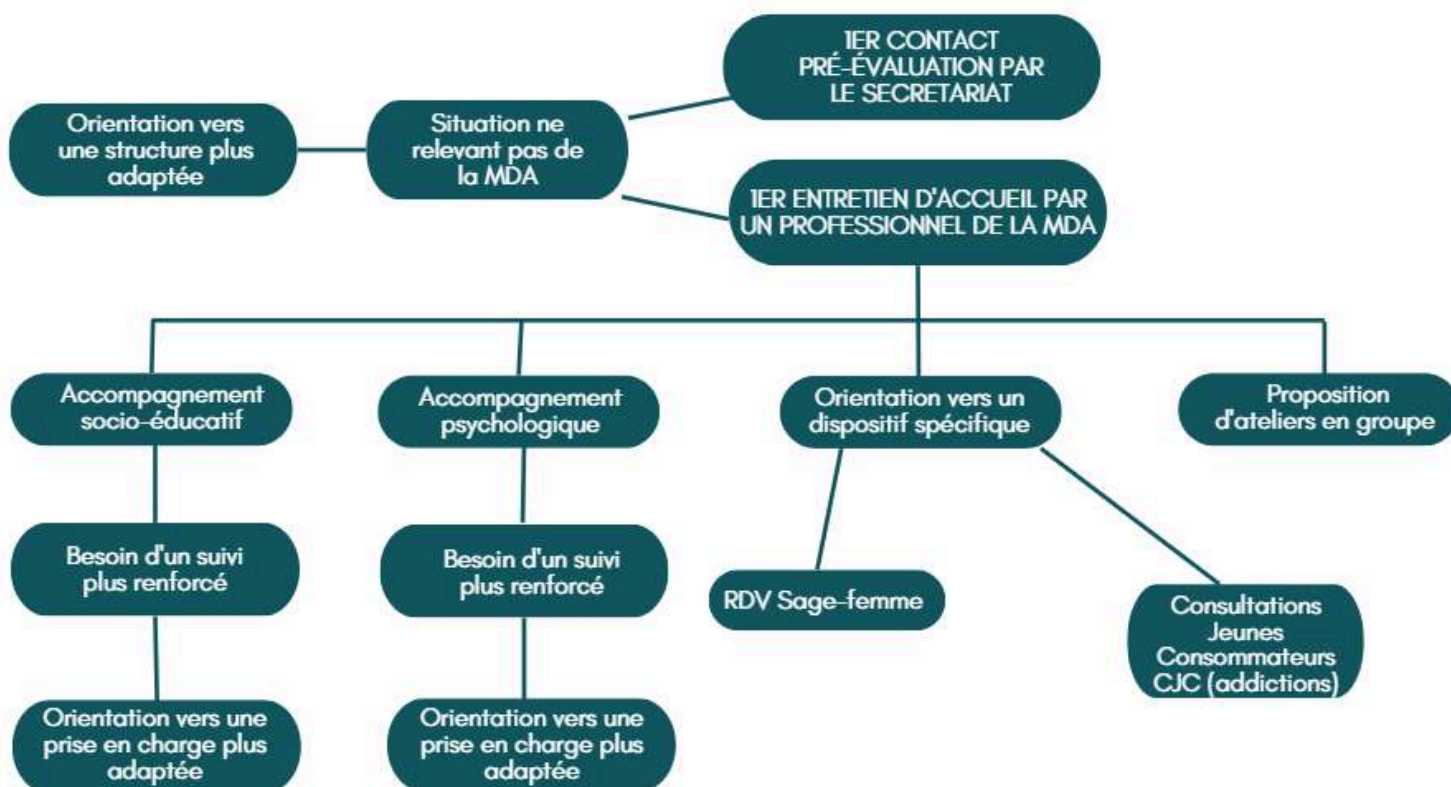 1ER CONTACT
PRÉ-ÉVALUATION PAR
LE SECRETARIAT
Orientation vers
une structure plus
adaptée
Situation ne
relevant pas de
la MDA
1ER ENTRETIEN D'ACCUEIL PAR
UN PROFESSIONNEL DE LA MDA
Accompagnement
socio-éducatif
Accompagnement
psychologique
Orientation vers un
dispositif spécifique
Proposition
d'ateliers en groupe
Besoin d'un suivi
plus renforcé
Besoin d'un suivi
plus renforcé
RDV Sage-femme
Consultations
Jeunes
Consommateurs
CJC (addictions)
Orientation vers une
prise en charge plus
adaptée
Orientation vers une
prise en charge plus
adaptée